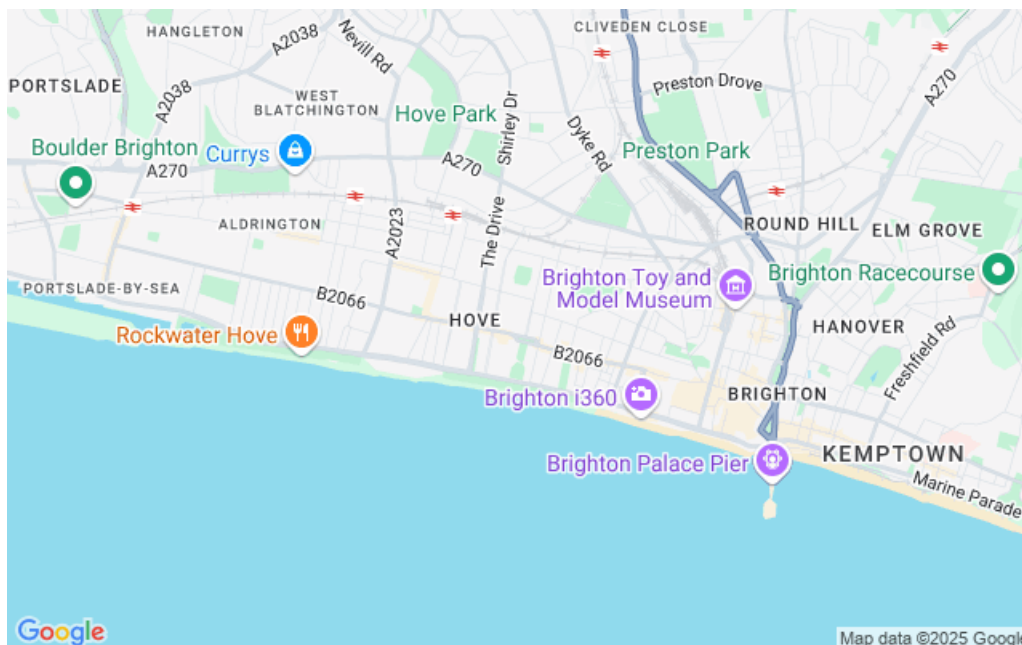 HANGLETON
A2038
Nevill Rd
CLIVEDEN CLOSE
PORTSLADE
A2038
WEST
BLATCHINGTON
Hove Park
Shirley Dr
Dyke Rd
Preston Drove
A270
Boulder Brighton
Currys
A270
A270
Preston Park
ALDRINGTON
A2023
The Drive
ROUND HILL
ELM GROVE
PORTSLADE-BY-SEA
B2066
Brighton Toy and
Model Museum
Brighton Racecourse
Rockwater Hove
HOVE
B2066
HANOVER
Freshfield Rd
Brighton i360
BRIGHTON
Brighton Palace Pier
KEMPTOWN
Marine Parade
Google
Map data ©2025 Google